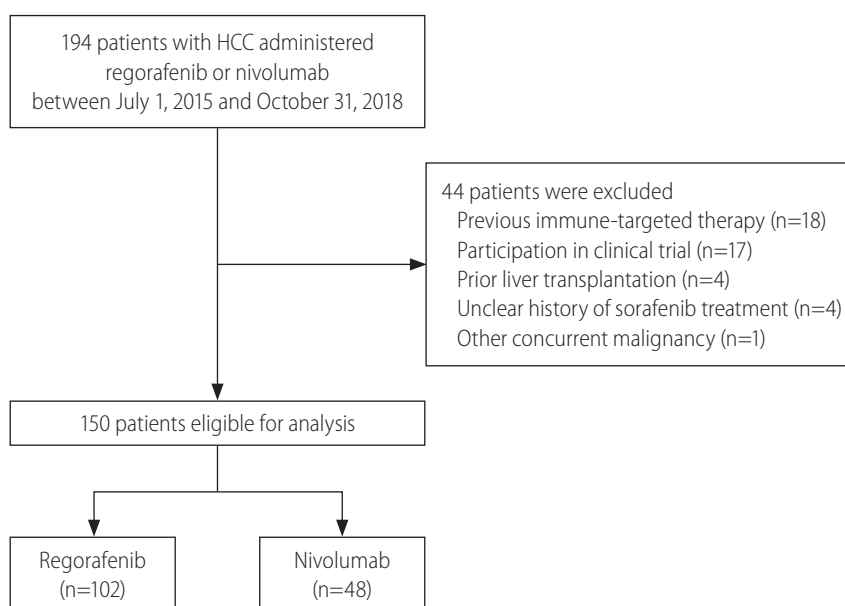 194 patients with HCC administered
regorafenib or nivolumab
between July 1, 2015 and October 31, 2018
44 patients were excluded
Previous immune-targeted therapy (n=18)
Participation in clinical trial (n=17)
Prior liver transplantation (n=4)
Unclear history of sorafenib treatment (n=4)
Other concurrent malignancy (n=1)
150 patients eligible for analysis
Regorafenib
(n=102)
Nivolumab
(n=48)